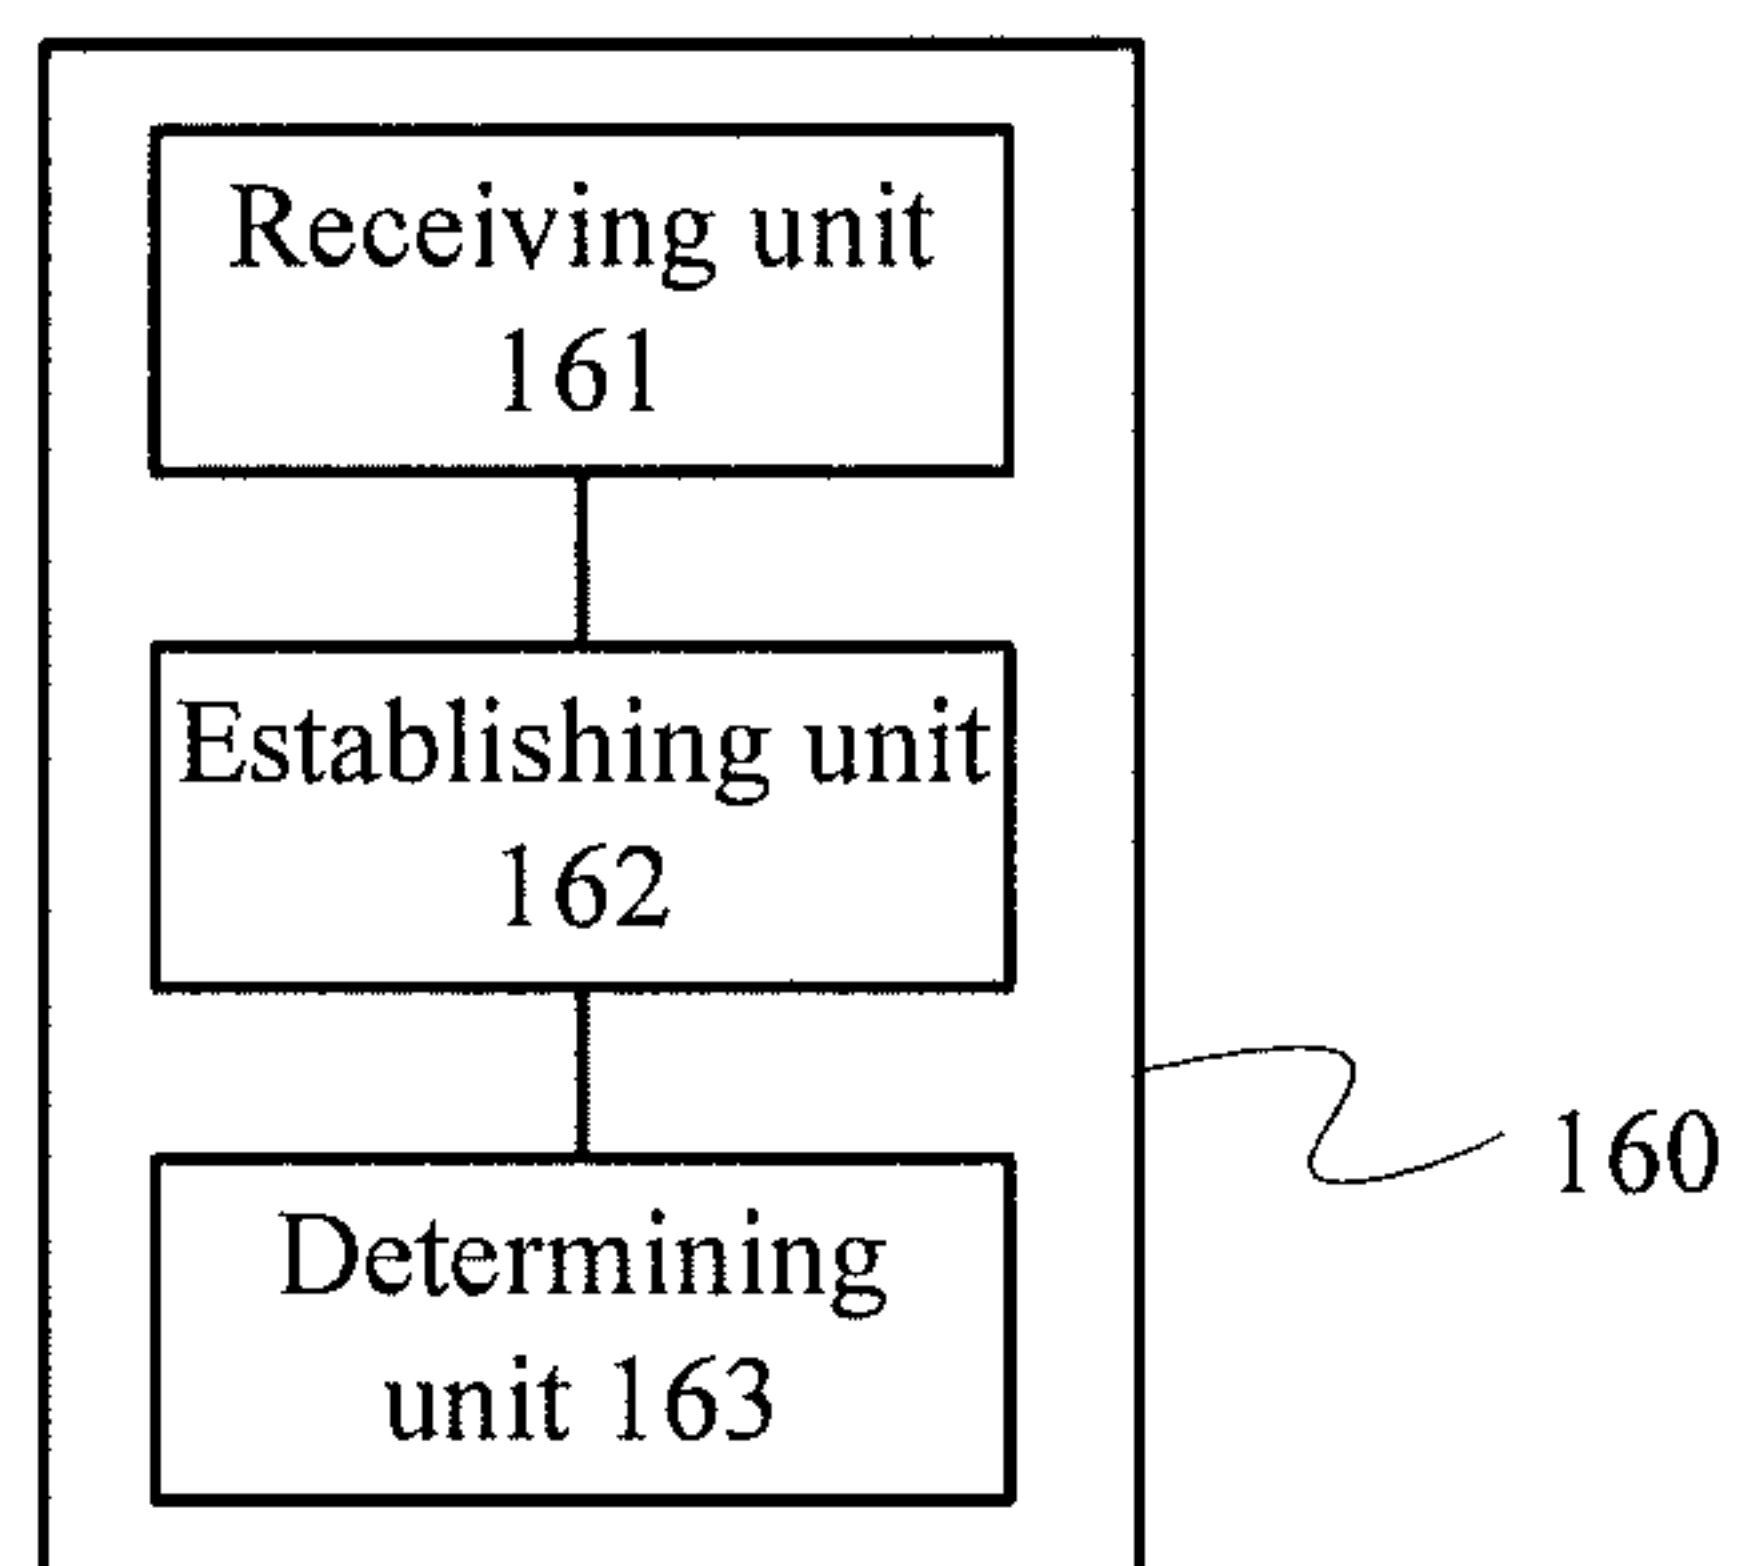 Receiving unit
161
Establishing unit
162
Determining
unit 163
160